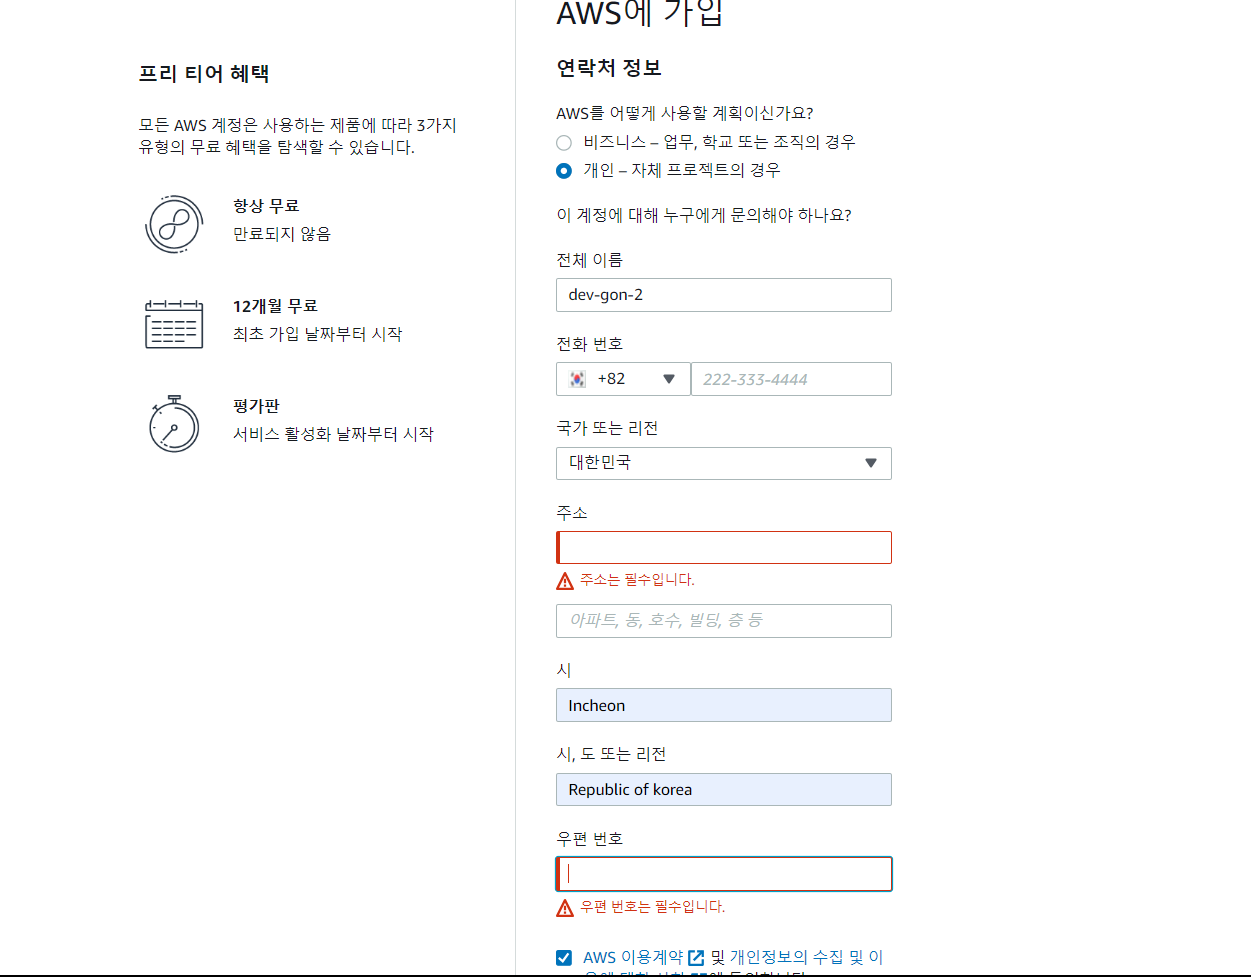 AWS에 가입
프리 티어 혜택
모든 AWS 계정은 사용하는 제품에 따라 3가지
유형의 무료 혜택을 탐색할 수 있습니다.
항상 무료
만료되지 않음
12개월 무료
최초 가입 날짜부터 시작
평가판
서비스 활성화 날짜부터 시작
연락처 정보
AWS를 어떻게 사용할 계획이신가요?
비즈니스 – 업무, 학교 또는 조직의 경우
개인 – 자체 프로젝트의 경우
이 계정에 대해 누구에게 문의해야 하나요?
전체 이름
dev-gon-2
전화 번호
+82 222-333-4444
국가 또는 리전
대한민국
주소
주소는 필수입니다.
아파트, 동, 호수, 빌딩, 층 등
시
Incheon
시, 도 또는 리전
Republic of korea
우편 번호
우편 번호는 필수입니다.
AWS 이용계약 및 개인정보의 수집 및 이